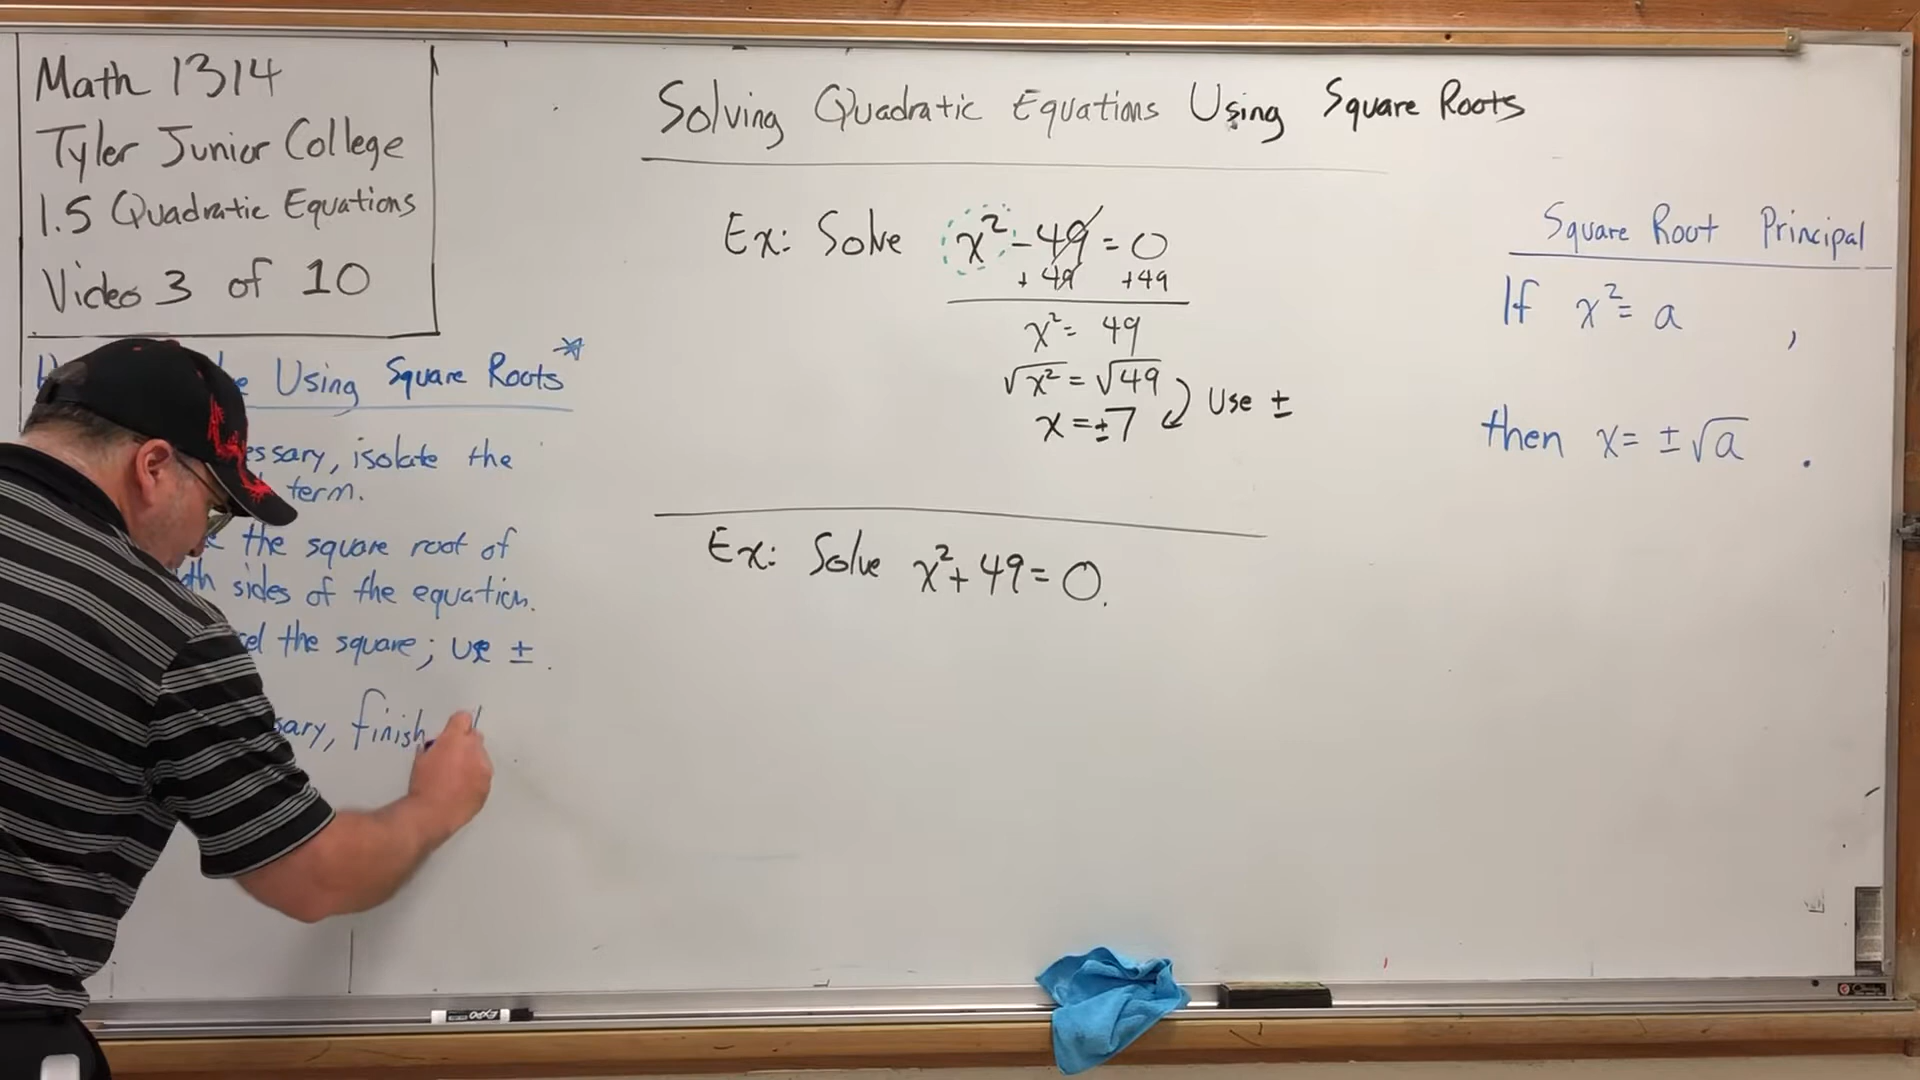 Math 1314
Tyler Junior College
1.5 Quadratic Equations
Video 3 of 10
Using Square Roots*
isolate the
term.
the square root of
sides of the equation.
the square; use ±.
finish
Solving Quadratic Equations Using Square Roots
Ex: Solve x² - 49 = 0
+ 49 +49
x² = 49
√x² = √49
x = ±7 Use ±
Ex: Solve x² + 49 = 0.
Square Root Principal
If x² = a ,
then x = ±√a .
EXPO